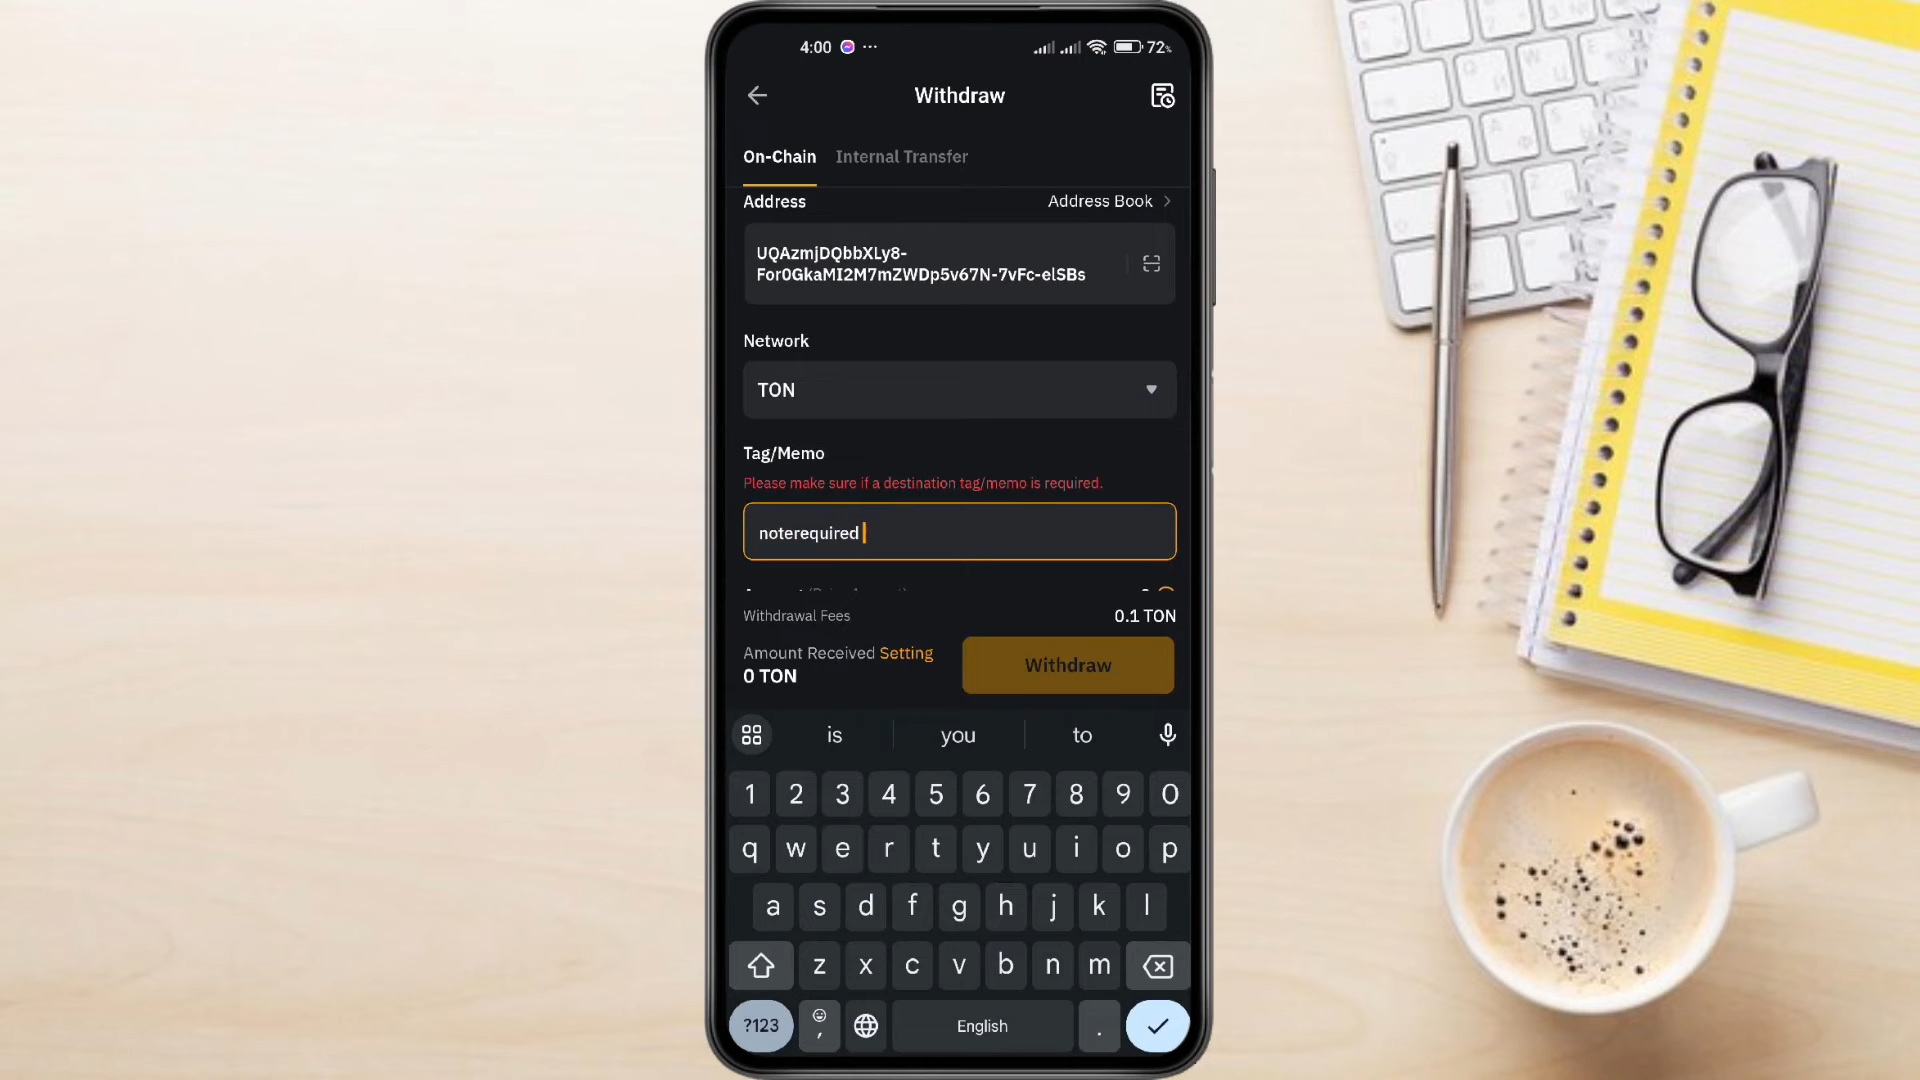 4:00 72%
Withdraw
On-Chain Internal Transfer
Address Address Book
UQAzmjDQbbXLy8-
For0GkaMI2M7mZWDp5v67N-7vFc-elSBs
Network
TON
Tag/Memo
Please make sure if a destination tag/memo is required.
noterequired
Withdrawal Fees 0.1 TON
Amount Received Setting
0 TON
Withdraw
is you to
1 2 3 4 5 6 7 8 9 0
q w e r t y u i o p
a s d f g h j k l
z x c v b n m
?123 , English .